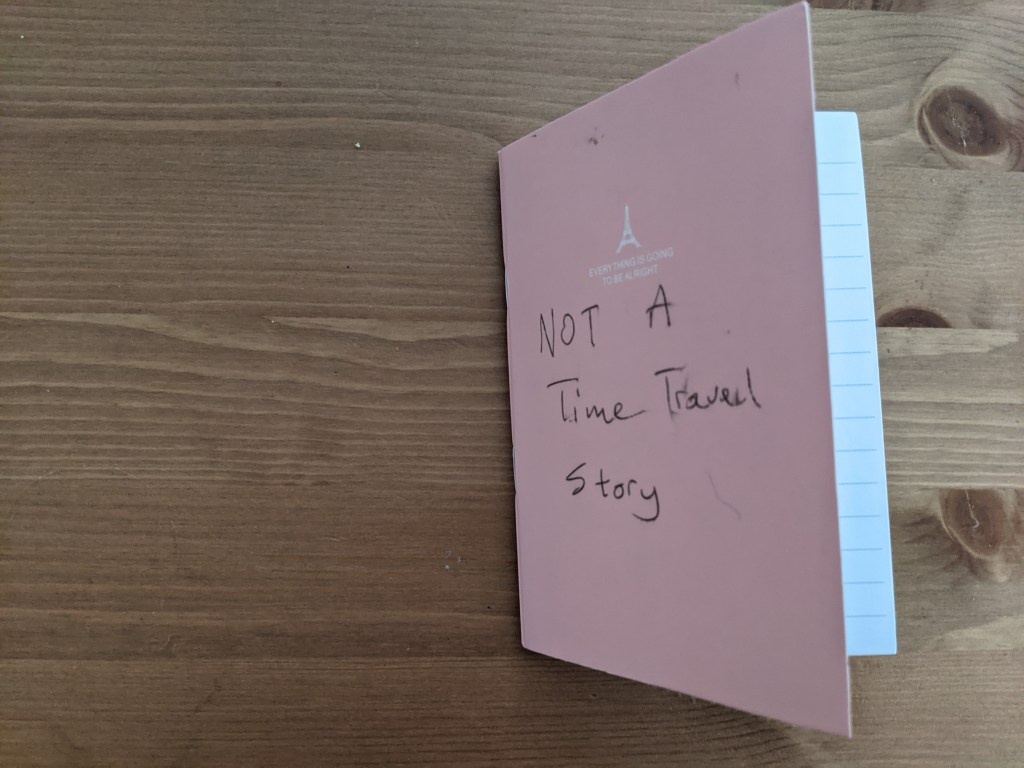 EVERYTHING IS GOING
TO BE ALRIGHT
NOT A
Time Travel
Story